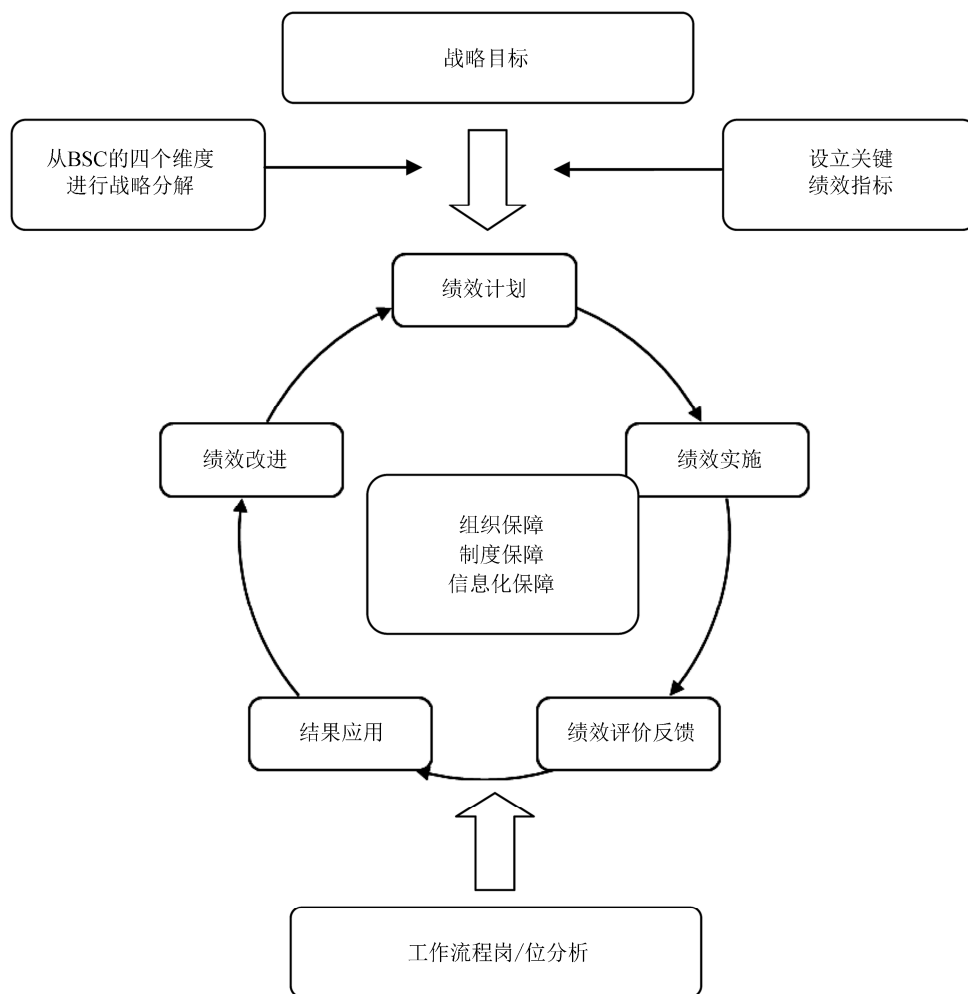 战略目标
从BSC的四个维度
进行战略分解
设立关键
绩效指标
绩效计划
绩效改进
绩效实施
组织保障
制度保障
信息化保障
结果应用
绩效评价反馈
工作流程岗/位分析